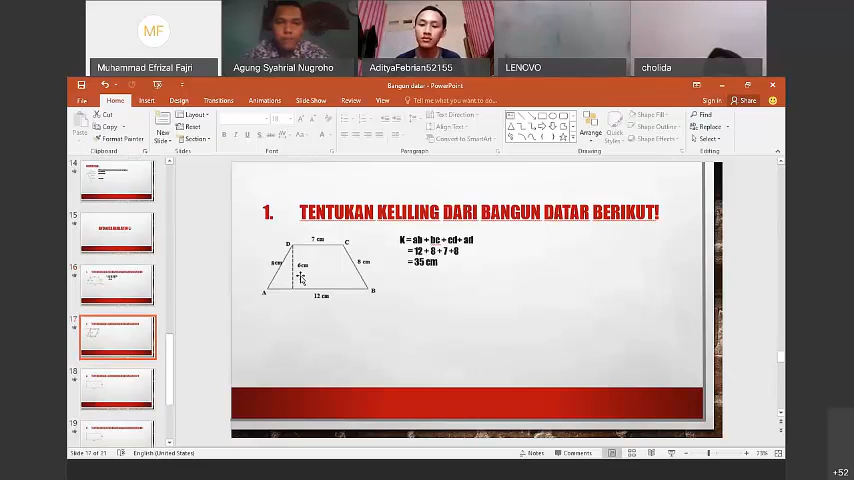 MF
Muhammad Efrizal Fajri
Agung Syahrial Nugroho
AdityaFebrian52155
LENOVO
cholida
Bangun datar - PowerPoint
File
Home
Insert
Design
Transitions
Animations
Slide Show
Review
View
Tell me what you want to do...
Sign in
Share
Paste
Cut
Copy
Format Painter
Clipboard
New
Slide
Layout
Reset
Section
Slides
Font
Text Direction
Align Text
Convert to SmartArt
Paragraph
Arrange
Quick
Styles
Shape Fill
Shape Outline
Shape Effects
Drawing
Find
Replace
Select
Editing
14
15
16
17
18
19
1. TENTUKAN KELILING DARI BANGUN DATAR BERIKUT!
7 cm
D
C
8 cm
6cm
8 cm
A
B
12 cm
K = ab + bc + cd+ ad
= 12 + 8 + 7 +8
= 35 cm
Slide 17 of 21
English (United States)
Notes
Comments
73%
+52